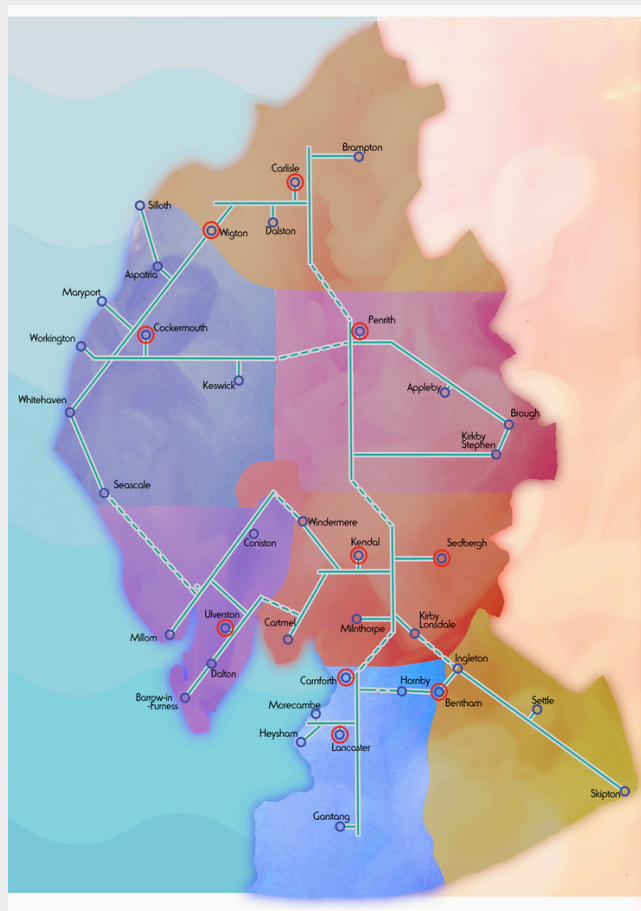 Brampton
Carlisle
Silloth
Wigton
Dalston
Aspatria
Maryport
Cockermouth
Penrith
Workington
Keswick
Appleby
Whitehaven
Brough
Kirkby
Stephen
Seascale
Windermere
Coniston
Kendal
Sedbergh
Ulverston
Cartmel
Milnthorpe
Kirby
Lonsdale
Millom
Ingleton
Dalton
Carnforth
Hornby
Bentham
Barrow-in
-Furness
Morecambe
Settle
Heysham
Lancaster
Skipton
Garstang